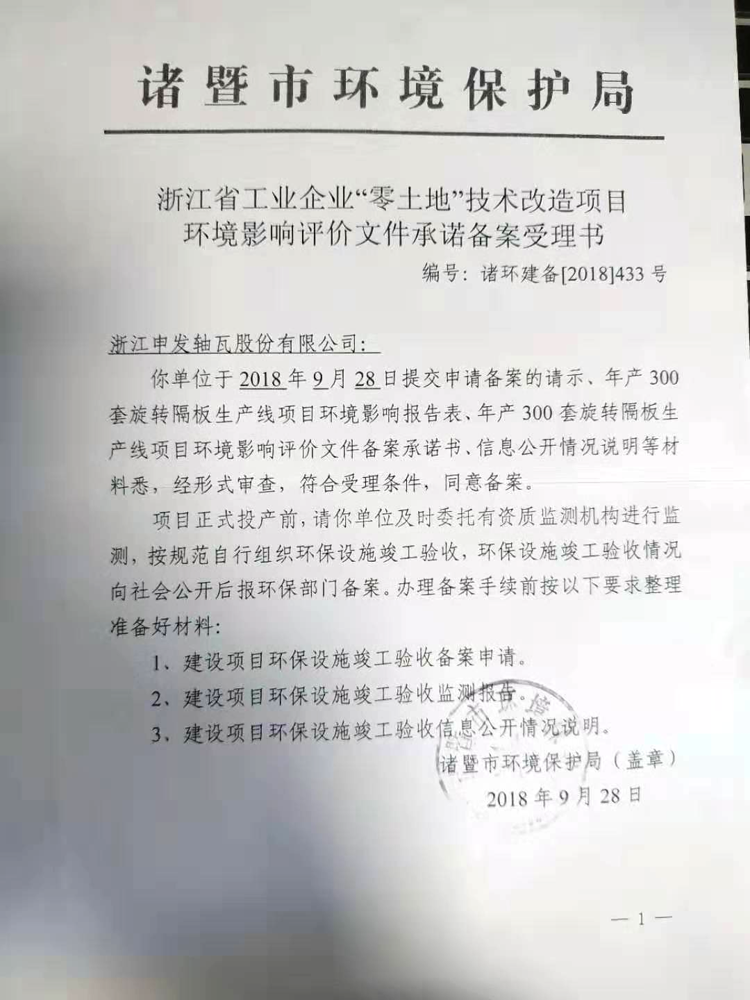 诸暨市环境保护局
浙江省工业企业“零土地”技术改造项目
环境影响评价文件承诺备案受理书
编号：诸环建备[2018]433 号
浙江申发轴瓦股份有限公司：
你单位于 2018 年 9 月 28 日提交申请备案的请示、年产 300
套旋转隔板生产线项目环境影响报告表、年产 300 套旋转隔板生
产线项目环境影响评价文件备案承诺书、信息公开情况说明等材
料悉，经形式审查，符合受理条件，同意备案。
项目正式投产前，请你单位及时委托有资质监测机构进行监
测，按规范自行组织环保设施竣工验收，环保设施竣工验收情况
向社会公开后报环保部门备案。办理备案手续前按以下要求整理
准备好材料：
1、建设项目环保设施竣工验收备案申请。
2、建设项目环保设施竣工验收监测报告。
3、建设项目环保设施竣工验收信息公开情况说明。
诸暨市环境保护局（盖章）
2018 年 9 月 28 日
— 1 —